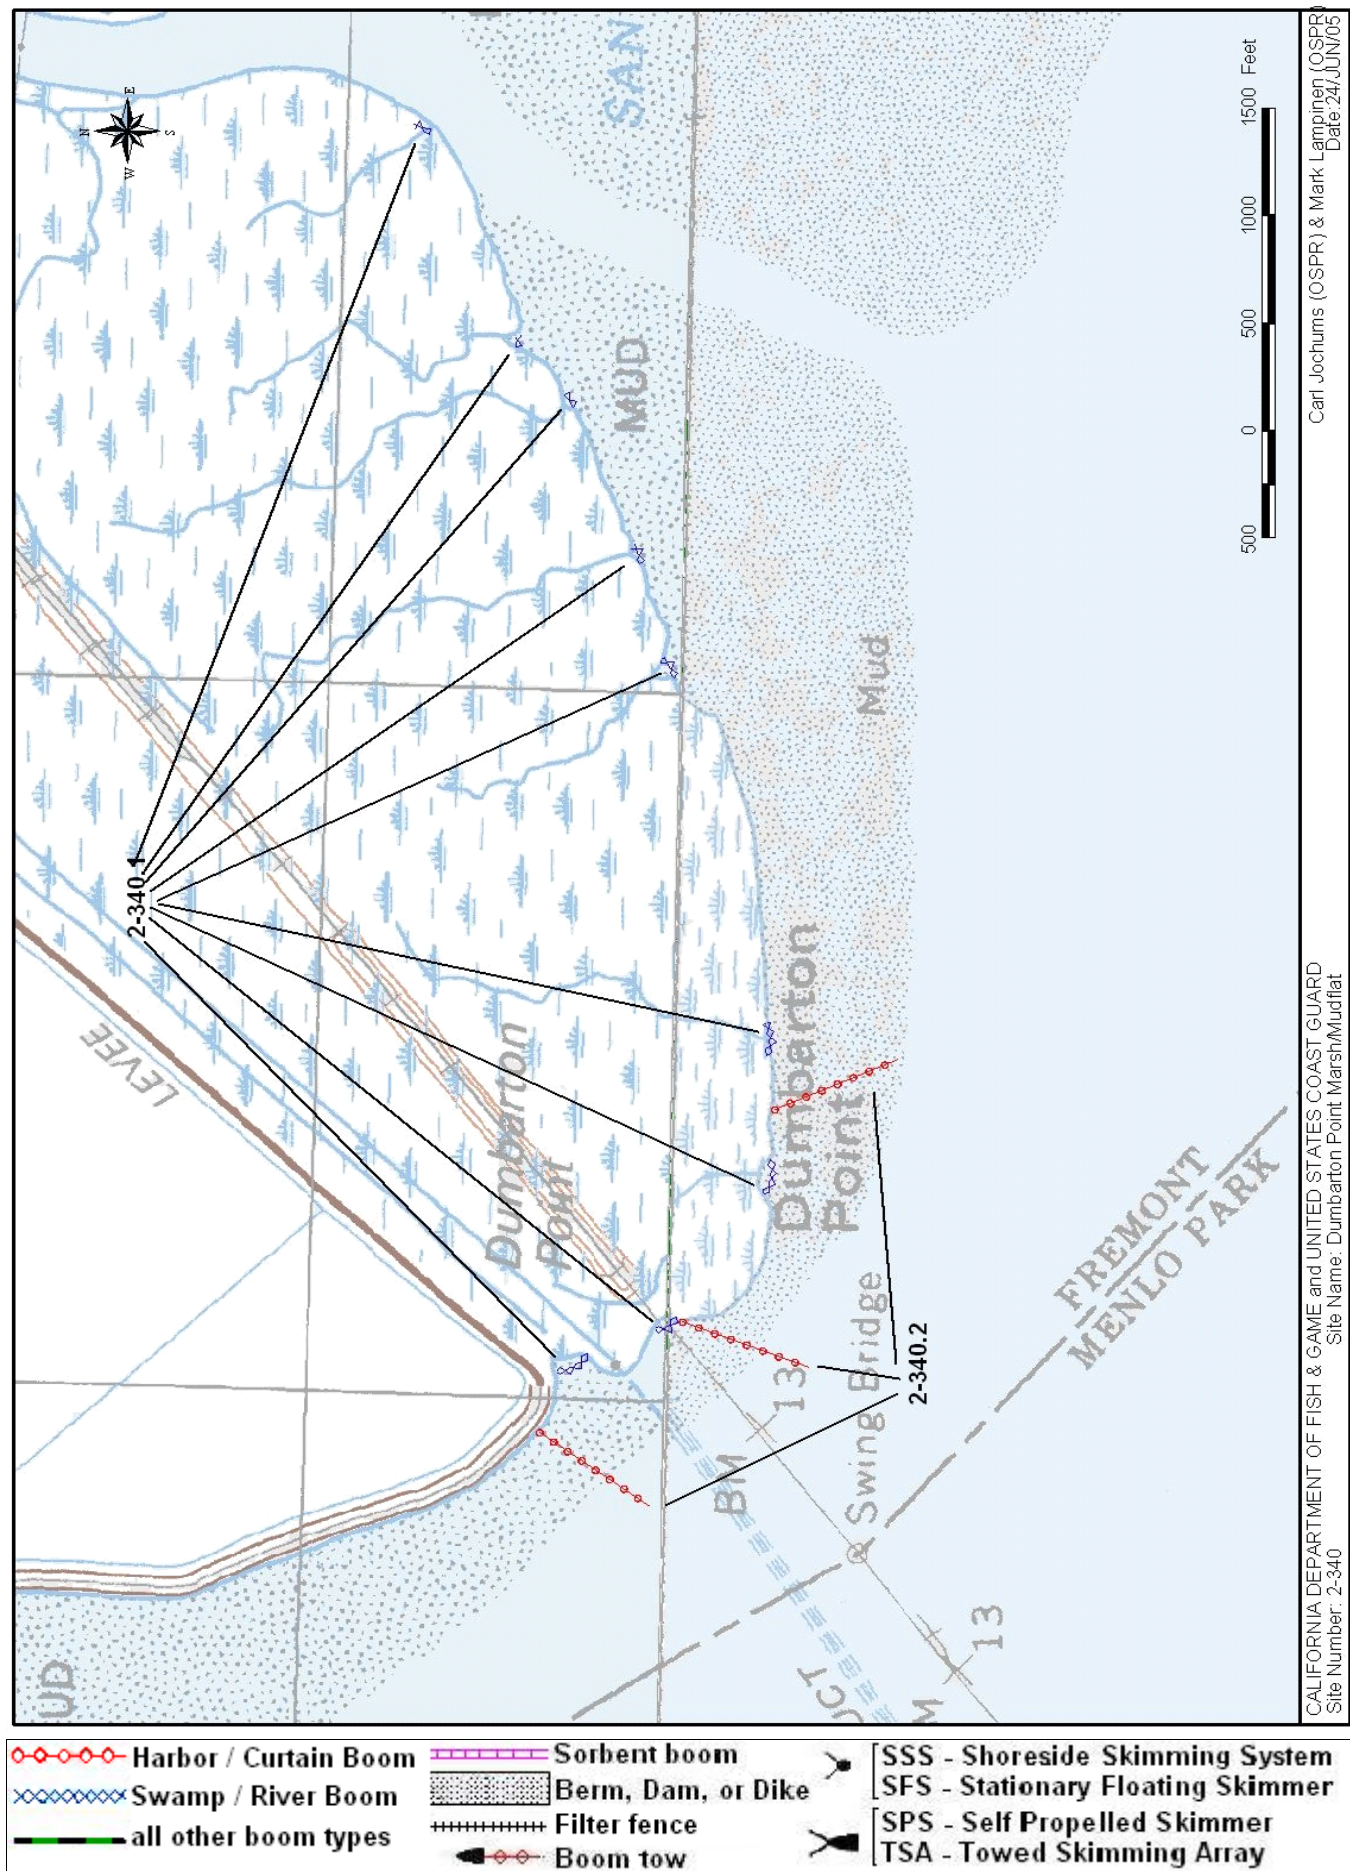 SAN
N
E
S
W
MUD
Mud
2-340.1
LEVEE
Dumbarton
Point
Dumbarton
Point
2-340.2
Swing Bridge
13
BM
13
FREMONT
MENLO PARK
UD
UCT
500 0 500 1000 1500 Feet
CALIFORNIA DEPARTMENT OF FISH & GAME and UNITED STATES COAST GUARD
Carl Jochums (OSPR) & Mark Lampinen (OSPR)
Site Number: 2-340
Site Name: Dumbarton Point Marsh/Mudflat
Date:24/JUN/05
Harbor / Curtain Boom
Swamp / River Boom
all other boom types
Sorbent boom
Berm, Dam, or Dike
Filter fence
Boom tow
SSS - Shoreside Skimming System
SFS - Stationary Floating Skimmer
SPS - Self Propelled Skimmer
TSA - Towed Skimming Array